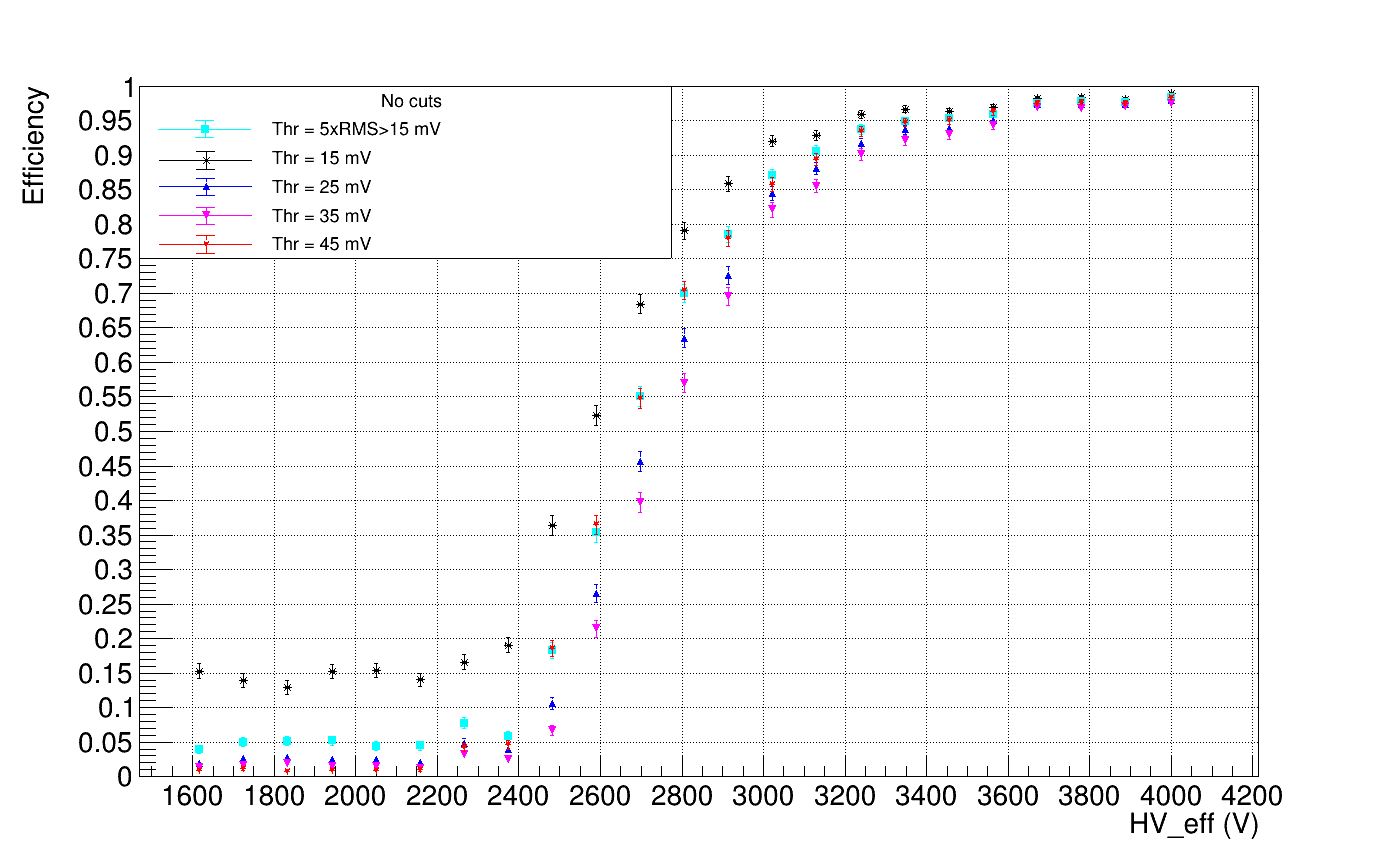 Efficiency
1
0.95
0.9
0.85
0.8
0.75
0.7
0.65
0.6
0.55
0.5
0.45
0.4
0.35
0.3
0.25
0.2
0.15
0.1
0.05
0
No cuts
Thr = 5xRMS>15 mV
Thr = 15 mV
Thr = 25 mV
Thr = 35 mV
Thr = 45 mV
1600 1800 2000 2200 2400 2600 2800 3000 3200 3400 3600 3800 4000 4200
HV_eff (V)